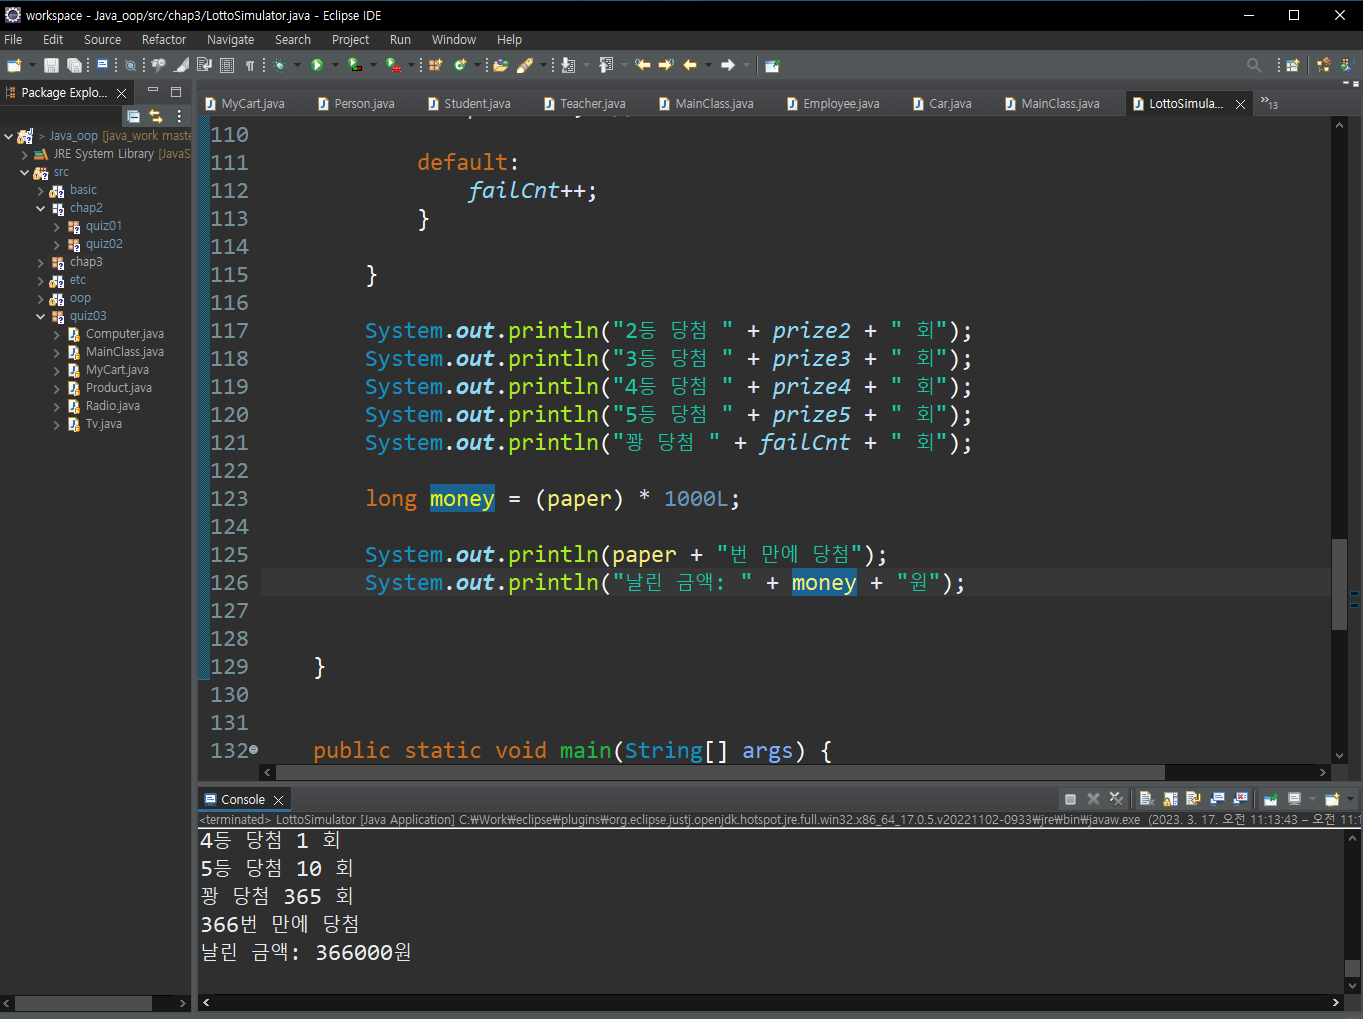 workspace - Java_oop/src/chap3/LottoSimulator.java - Eclipse IDE
File Edit Source Refactor Navigate Search Project Run Window Help
Package Explo...
MyCart.java Person.java Student.java Teacher.java MainClass.java Employee.java Car.java MainClass.java LottoSimula... »13
> Java_oop [java_work maste
JRE System Library [JavaS
src
basic
chap2
quiz01
quiz02
chap3
etc
oop
quiz03
Computer.java
MainClass.java
MyCart.java
Product.java
Radio.java
Tv.java
110
111 default:
112 failCnt++;
113 }
114
115 }
116
117 System.out.println("2등 당첨 " + prize2 + " 회");
118 System.out.println("3등 당첨 " + prize3 + " 회");
119 System.out.println("4등 당첨 " + prize4 + " 회");
120 System.out.println("5등 당첨 " + prize5 + " 회");
121 System.out.println("꽝 당첨 " + failCnt + " 회");
122
123 long money = (paper) * 1000L;
124
125 System.out.println(paper + "번 만에 당첨");
126 System.out.println("날린 금액: " + money + "원");
127
128
129 }
130
131
132 public static void main(String[] args) {
Console
<terminated> LottoSimulator [Java Application] C:₩Work₩eclipse₩plugins₩org.eclipse.justj.openjdk.hotspot.jre.full.win32.x86_64_17.0.5.v20221102-0933₩jre₩bin₩javaw.exe (2023. 3. 17. 오전 11:13:43 – 오전 11:1
4등 당첨 1 회
5등 당첨 10 회
꽝 당첨 365 회
366번 만에 당첨
날린 금액: 366000원